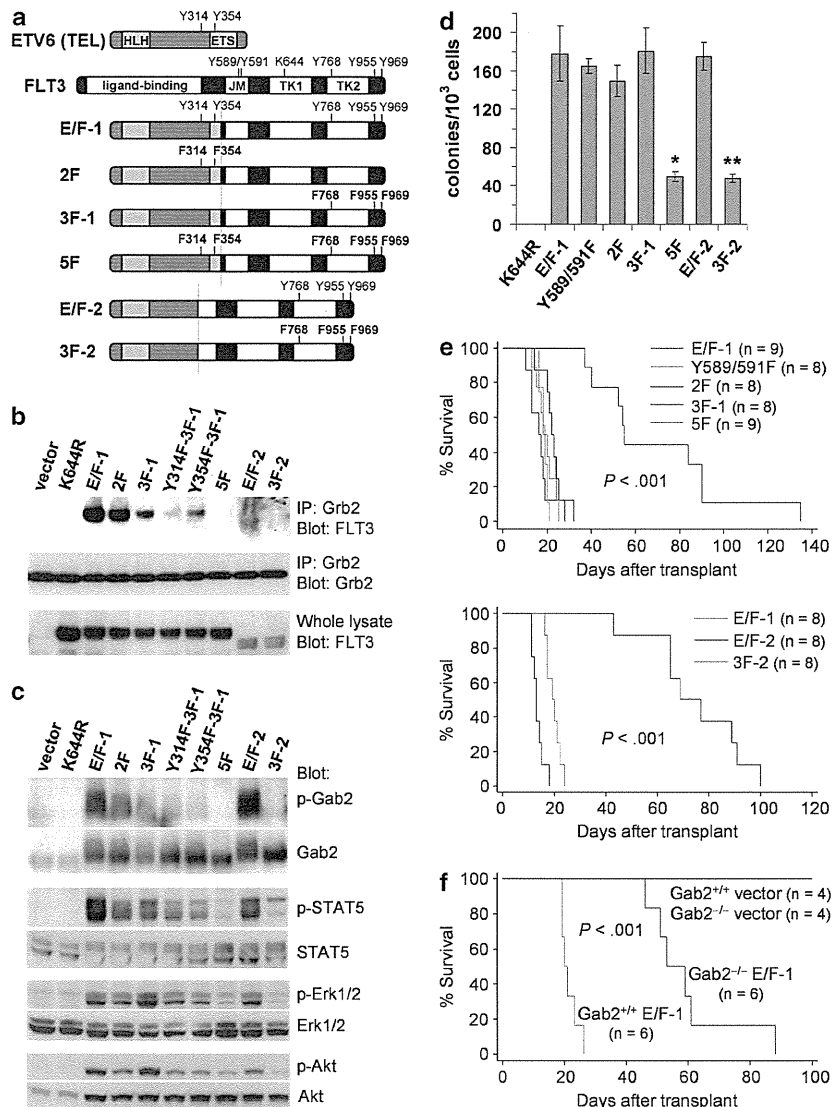 a
Y314 Y354
ETV6 (TEL) HLH ETS
Y589/Y591 K644 Y768 Y955 Y969
FLT3 ligand-binding JM TK1 TK2
Y314 Y354 Y768 Y955 Y969
E/F-1
F314 F354
2F
F768 F955 F969
3F-1
F314 F354 F768 F955 F969
5F
Y768 Y955 Y969
E/F-2
F768 F955 F969
3F-2
b
vector K644R E/F-1 2F 3F-1 Y314F-3F-1 Y354F-3F-1 5F E/F-2 3F-2
IP: Grb2
Blot: FLT3
IP: Grb2
Blot: Grb2
Whole lysate
Blot: FLT3
c
vector K644R E/F-1 2F 3F-1 Y314F-3F-1 Y354F-3F-1 5F E/F-2 3F-2
Blot:
p-Gab2
Gab2
p-STAT5
STAT5
p-Erk1/2
Erk1/2
p-Akt
Akt
d
colonies/10³ cells
200
160
120
80
40
0
* **
K644R E/F-1 Y589/591F 2F 3F-1 5F E/F-2 3F-2
e
% Survival
100
80
60
40
20
0
E/F-1 (n = 9)
Y589/591F (n = 8)
2F (n = 8)
3F-1 (n = 8)
5F (n = 9)
P < .001
0 20 40 60 80 100 120 140
Days after transplant
% Survival
100
80
60
40
20
0
E/F-1 (n = 8)
E/F-2 (n = 8)
3F-2 (n = 8)
P < .001
0 20 40 60 80 100 120
Days after transplant
f
% Survival
100
80
60
40
20
0
Gab2+/+ vector (n = 4)
Gab2−/− vector (n = 4)
P < .001
Gab2−/− E/F-1
(n = 6)
Gab2+/+ E/F-1
(n = 6)
0 20 40 60 80 100
Days after transplant